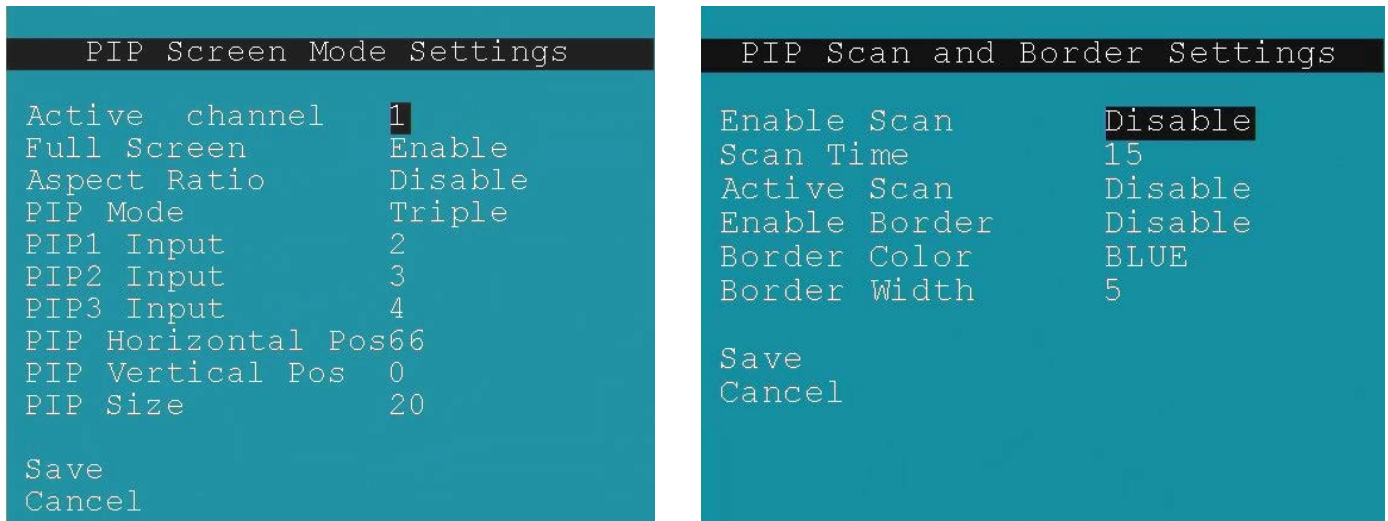 PIP Screen Mode Settings
Active channel 1
Full Screen Enable
Aspect Ratio Disable
PIP Mode Triple
PIP1 Input 2
PIP2 Input 3
PIP3 Input 4
PIP Horizontal Pos66
PIP Vertical Pos 0
PIP Size 20
Save
Cancel
PIP Scan and Border Settings
Enable Scan Disable
Scan Time 15
Active Scan Disable
Enable Border Disable
Border Color BLUE
Border Width 5
Save
Cancel